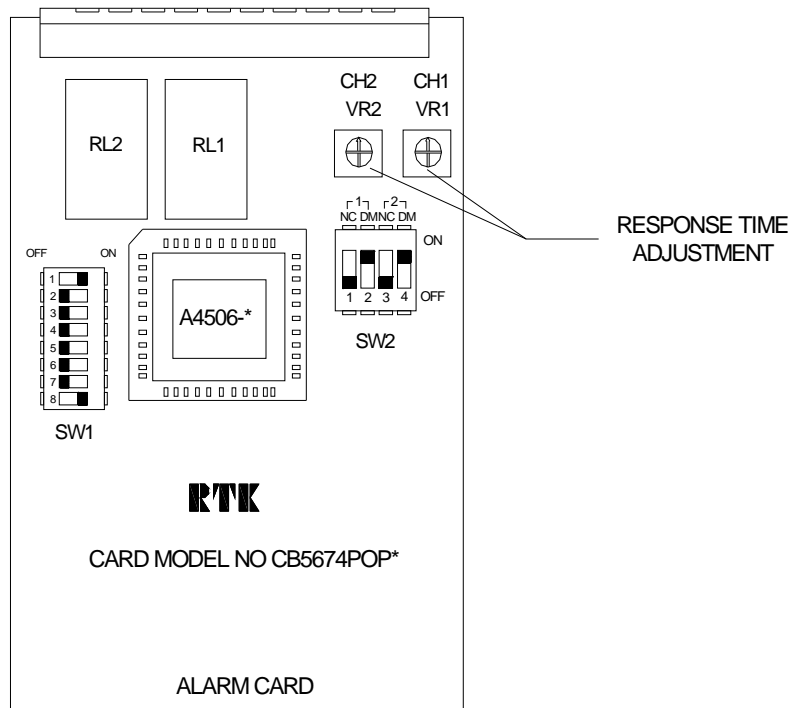 CH2 CH1
VR2 VR1
RL2 RL1
1 2
NC DM NC DM
ON
1 2 3 4 OFF
SW2
RESPONSE TIME
ADJUSTMENT
OFF ON
1
2
3
4
5
6
7
8
SW1
A4506-*
RTK
CARD MODEL NO CB5674POP*
ALARM CARD